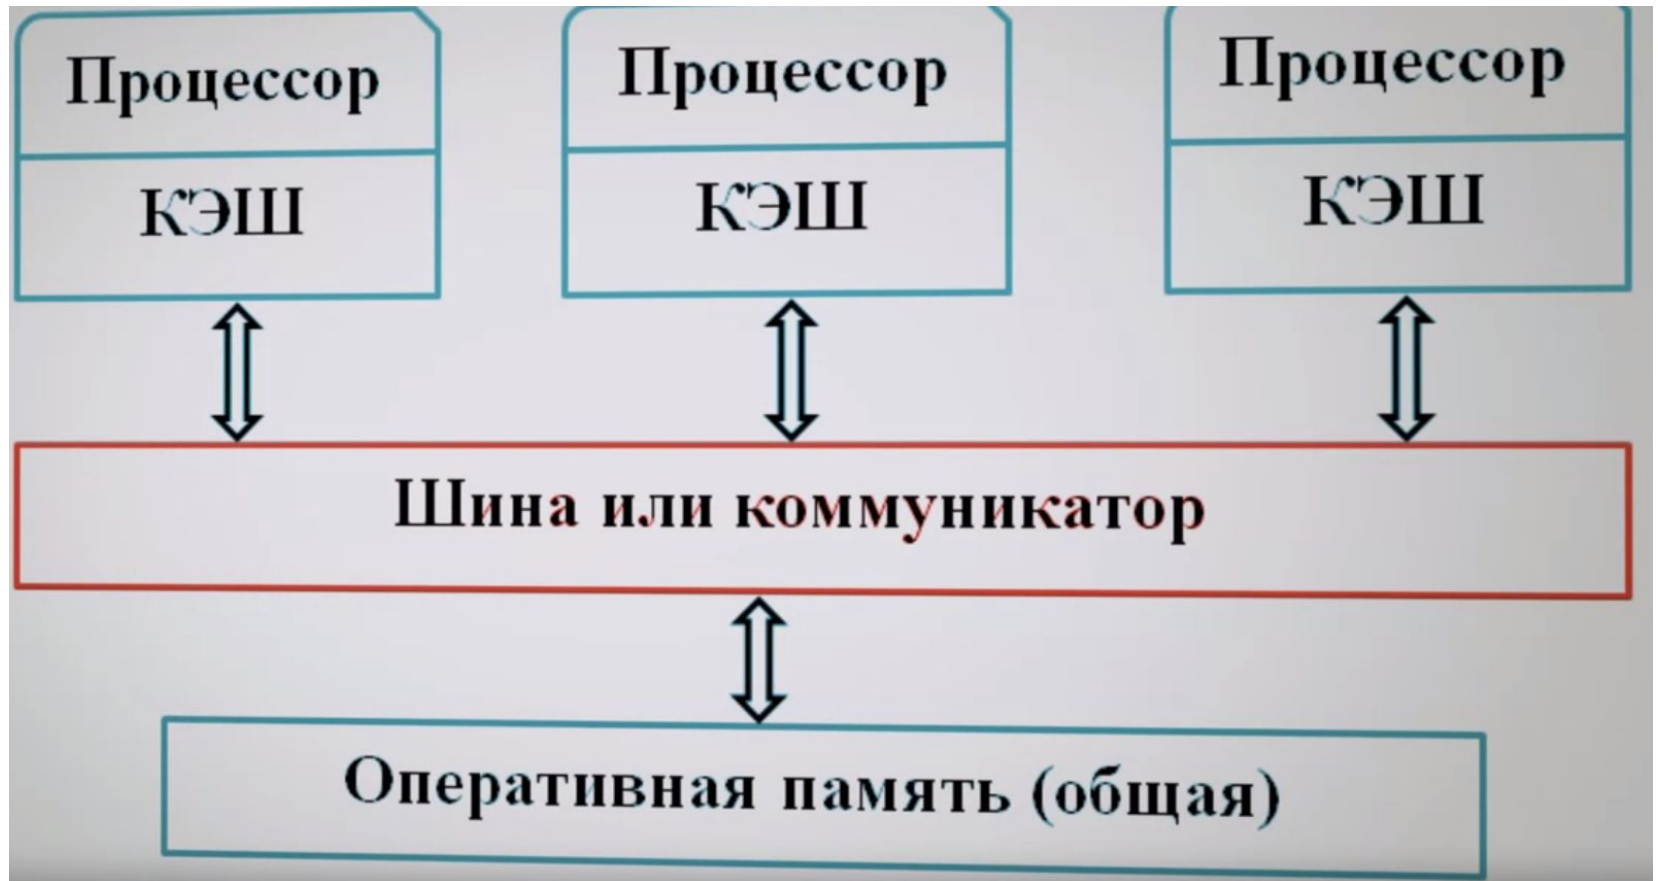 Процессор
Процессор
Процессор
КЭШ
КЭШ
КЭШ
Шина или коммуникатор
Оперативная память (общая)